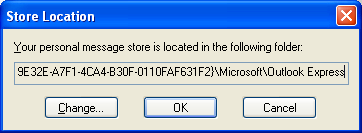 Store Location
Your personal message store is located in the following folder:
9E32E-A7F1-4CA4-B30F-0110FAF631F2}\Microsoft\Outlook Express
Change...
OK
Cancel